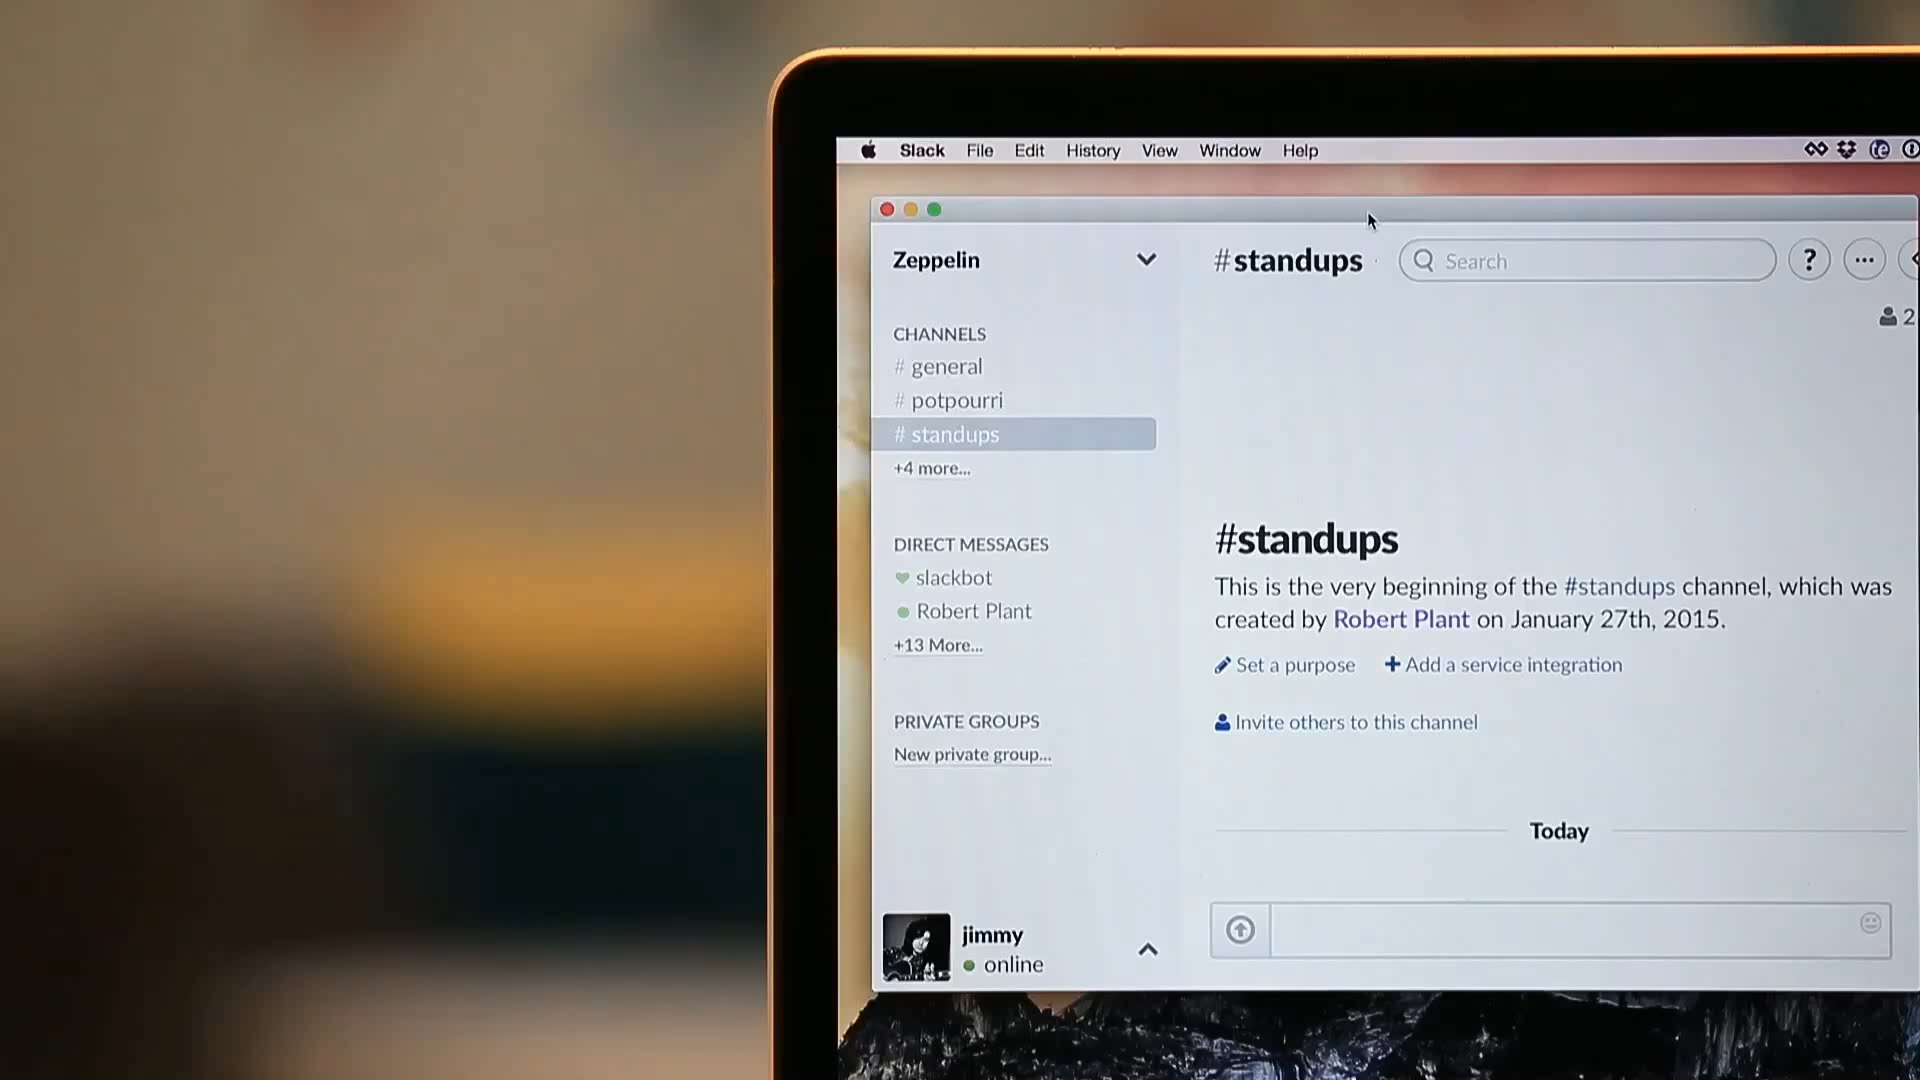 Slack File Edit History View Window Help
Zeppelin
#standups
Search
?
2
CHANNELS
# general
# potpourri
# standups
+4 more...
DIRECT MESSAGES
slackbot
Robert Plant
+13 More...
PRIVATE GROUPS
New private group...
jimmy
online
#standups
This is the very beginning of the #standups channel, which was
created by Robert Plant on January 27th, 2015.
Set a purpose + Add a service integration
Invite others to this channel
Today